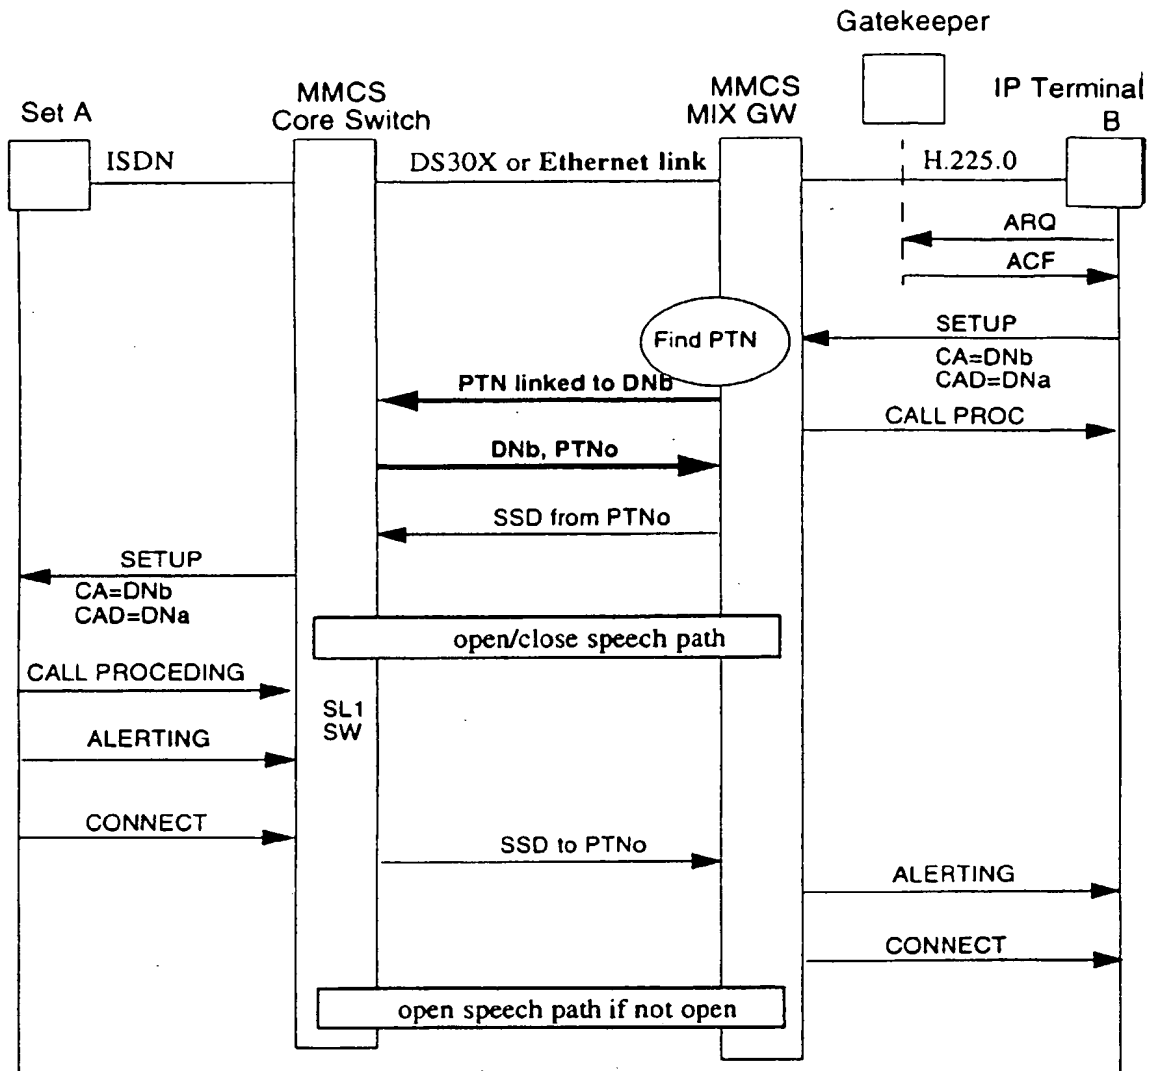 Gatekeeper
Set A
MMCS
Core Switch
MMCS
MIX GW
IP Terminal
B
ISDN
DS30X or Ethernet link
H.225.0
ARQ
ACF
Find PTN
SETUP
CA=DNb
CAD=DNa
PTN linked to DNb
CALL PROC
DNb, PTNo
SSD from PTNo
SETUP
CA=DNb
CAD=DNa
open/close speech path
CALL PROCEDING
SL1
SW
ALERTING
CONNECT
SSD to PTNo
ALERTING
CONNECT
open speech path if not open